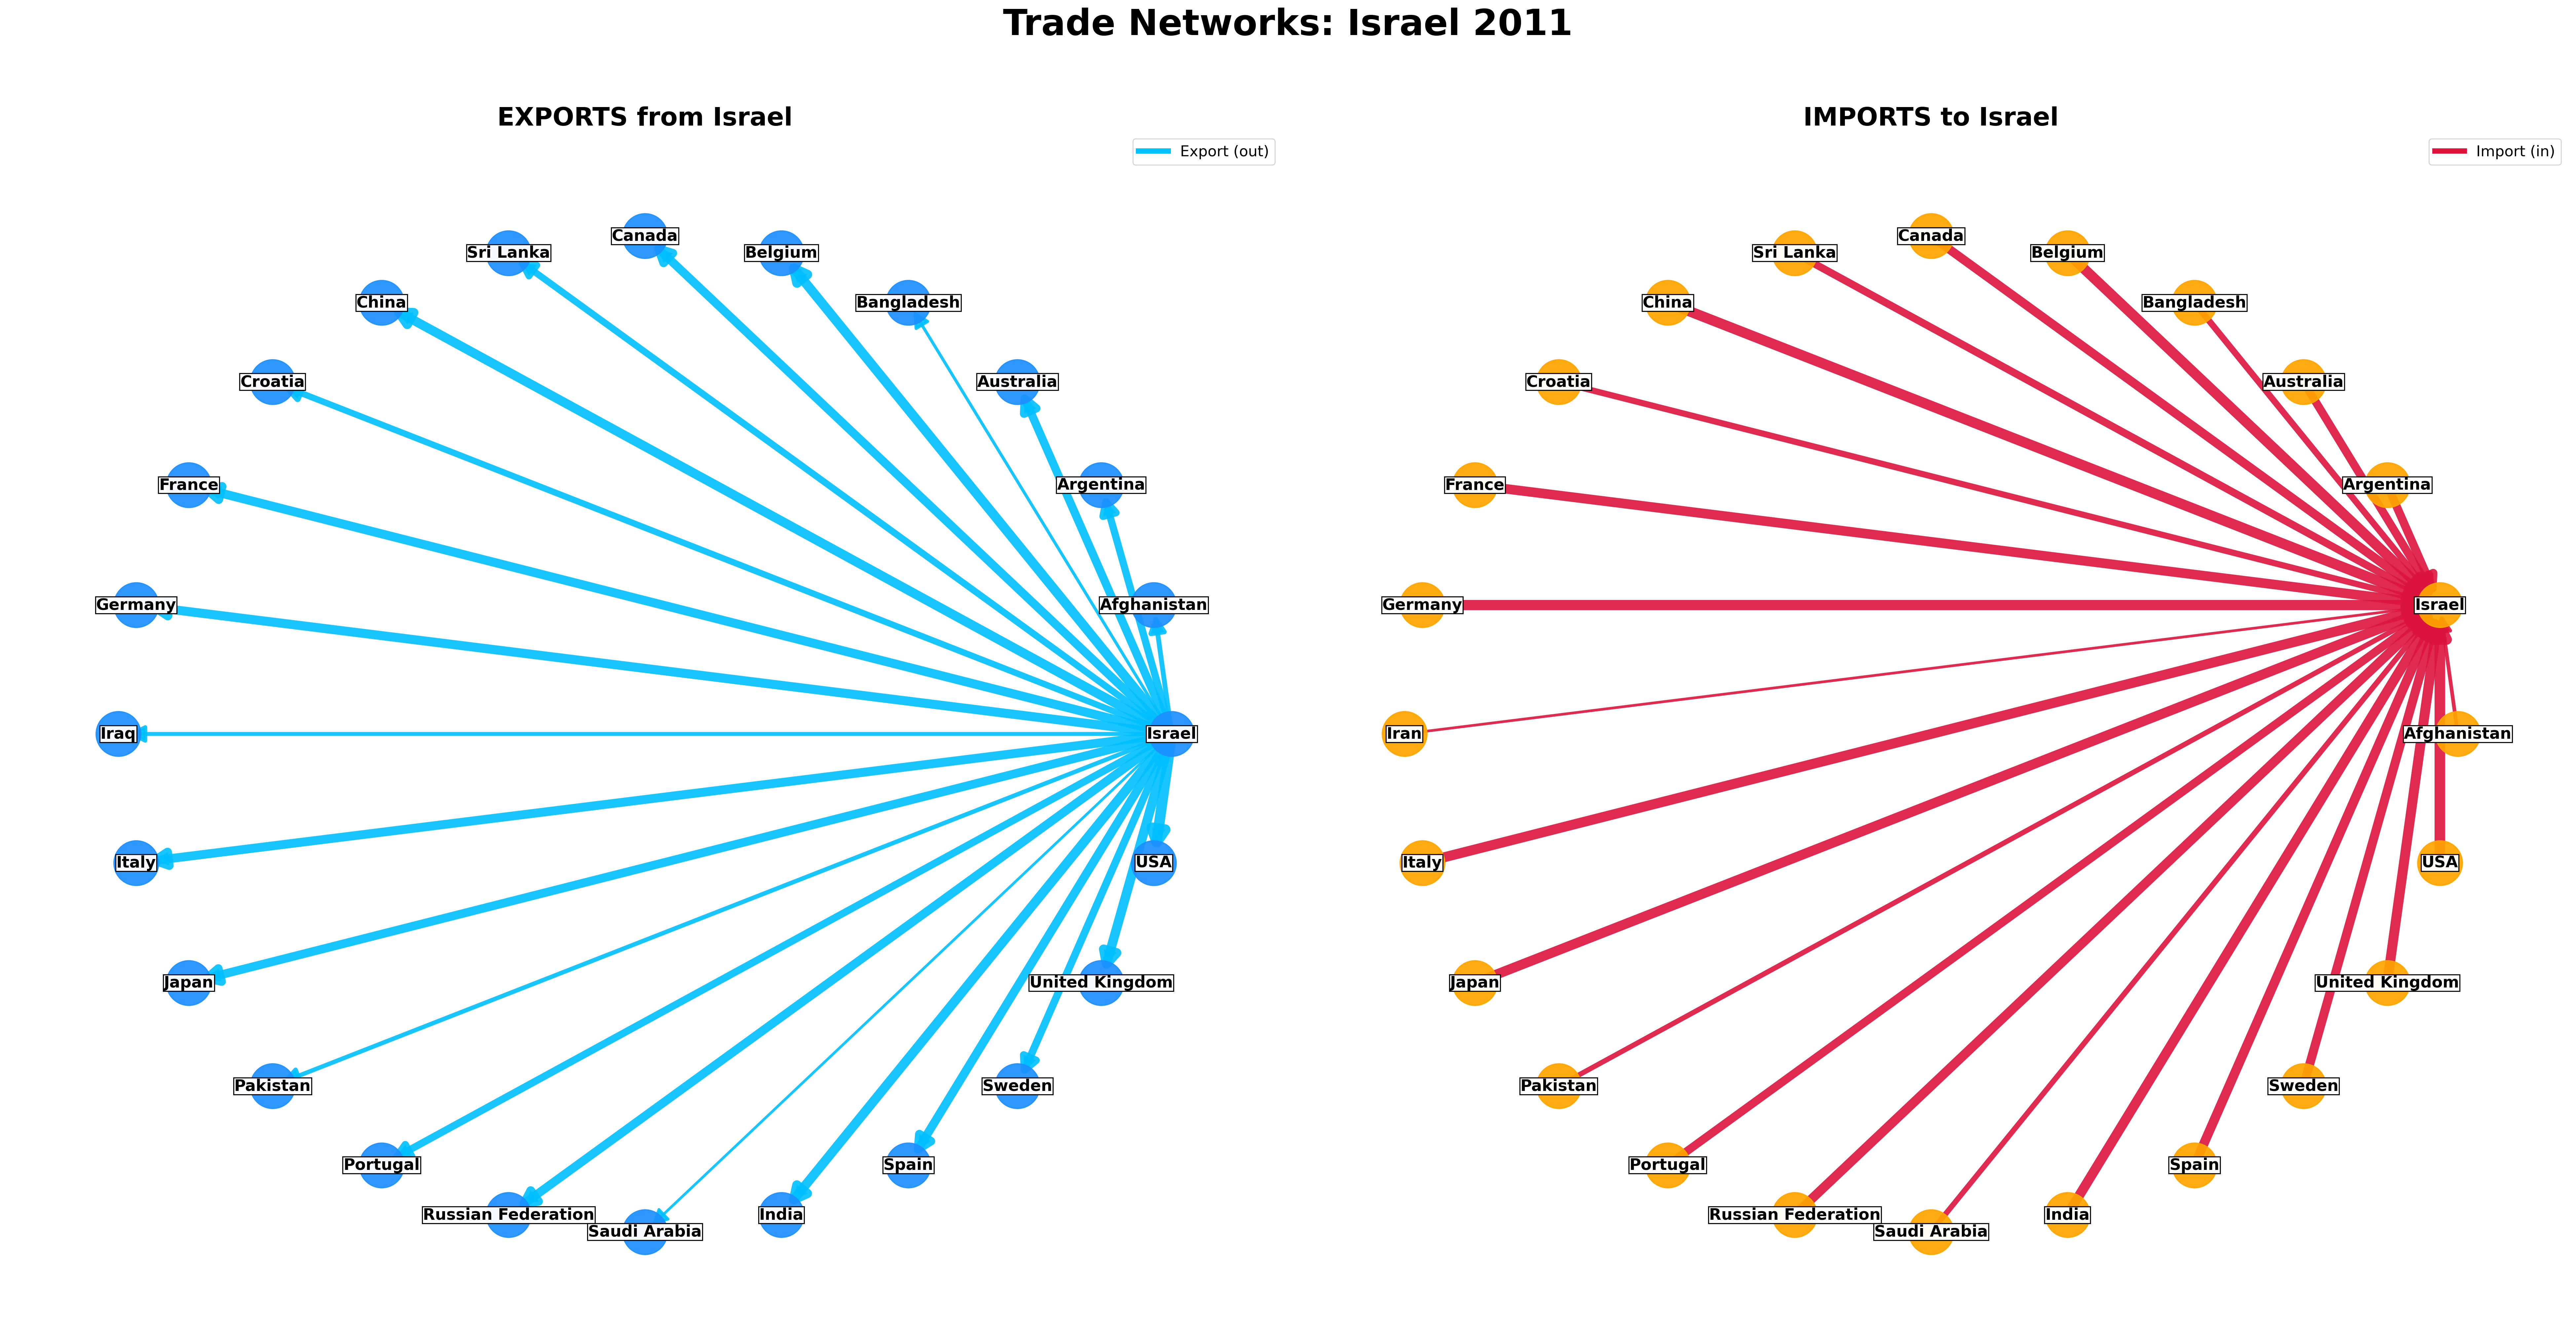 Trade Networks: Israel 2011
EXPORTS from Israel
Export (out)
Canada
Sri Lanka
Belgium
China
Bangladesh
Croatia
Australia
France
Argentina
Germany
Afghanistan
Iraq
Israel
Italy
USA
Japan
United Kingdom
Pakistan
Sweden
Portugal
Spain
Russian Federation
India
Saudi Arabia
IMPORTS to Israel
Import (in)
Canada
Sri Lanka
Belgium
China
Bangladesh
Croatia
Australia
France
Argentina
Germany
Israel
Iran
Afghanistan
Italy
USA
Japan
United Kingdom
Pakistan
Sweden
Portugal
Spain
Russian Federation
India
Saudi Arabia